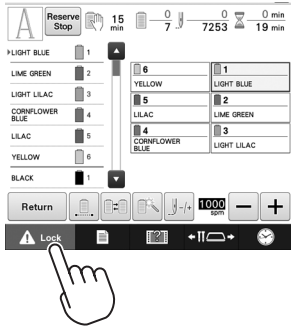 A Reserve Stop 15 min 0 7 0 7253 0 min 19 min
LIGHT BLUE 1
LIME GREEN 2
LIGHT LILAC 3
CORNFLOWER
BLUE 4
LILAC 5
YELLOW 6
BLACK 1
6 YELLOW
1 LIGHT BLUE
5 LILAC
2 LIME GREEN
4 CORNFLOWER
BLUE
3 LIGHT LILAC
Return -/+ 1000 spm - +
Lock